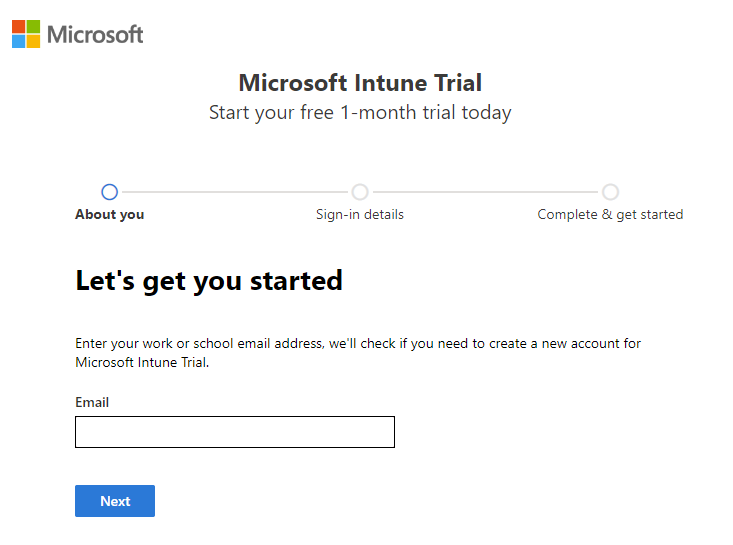 Microsoft
Microsoft Intune Trial
Start your free 1-month trial today
About you
Sign-in details
Complete & get started
Let's get you started
Enter your work or school email address, we'll check if you need to create a new account for
Microsoft Intune Trial.
Email
Next